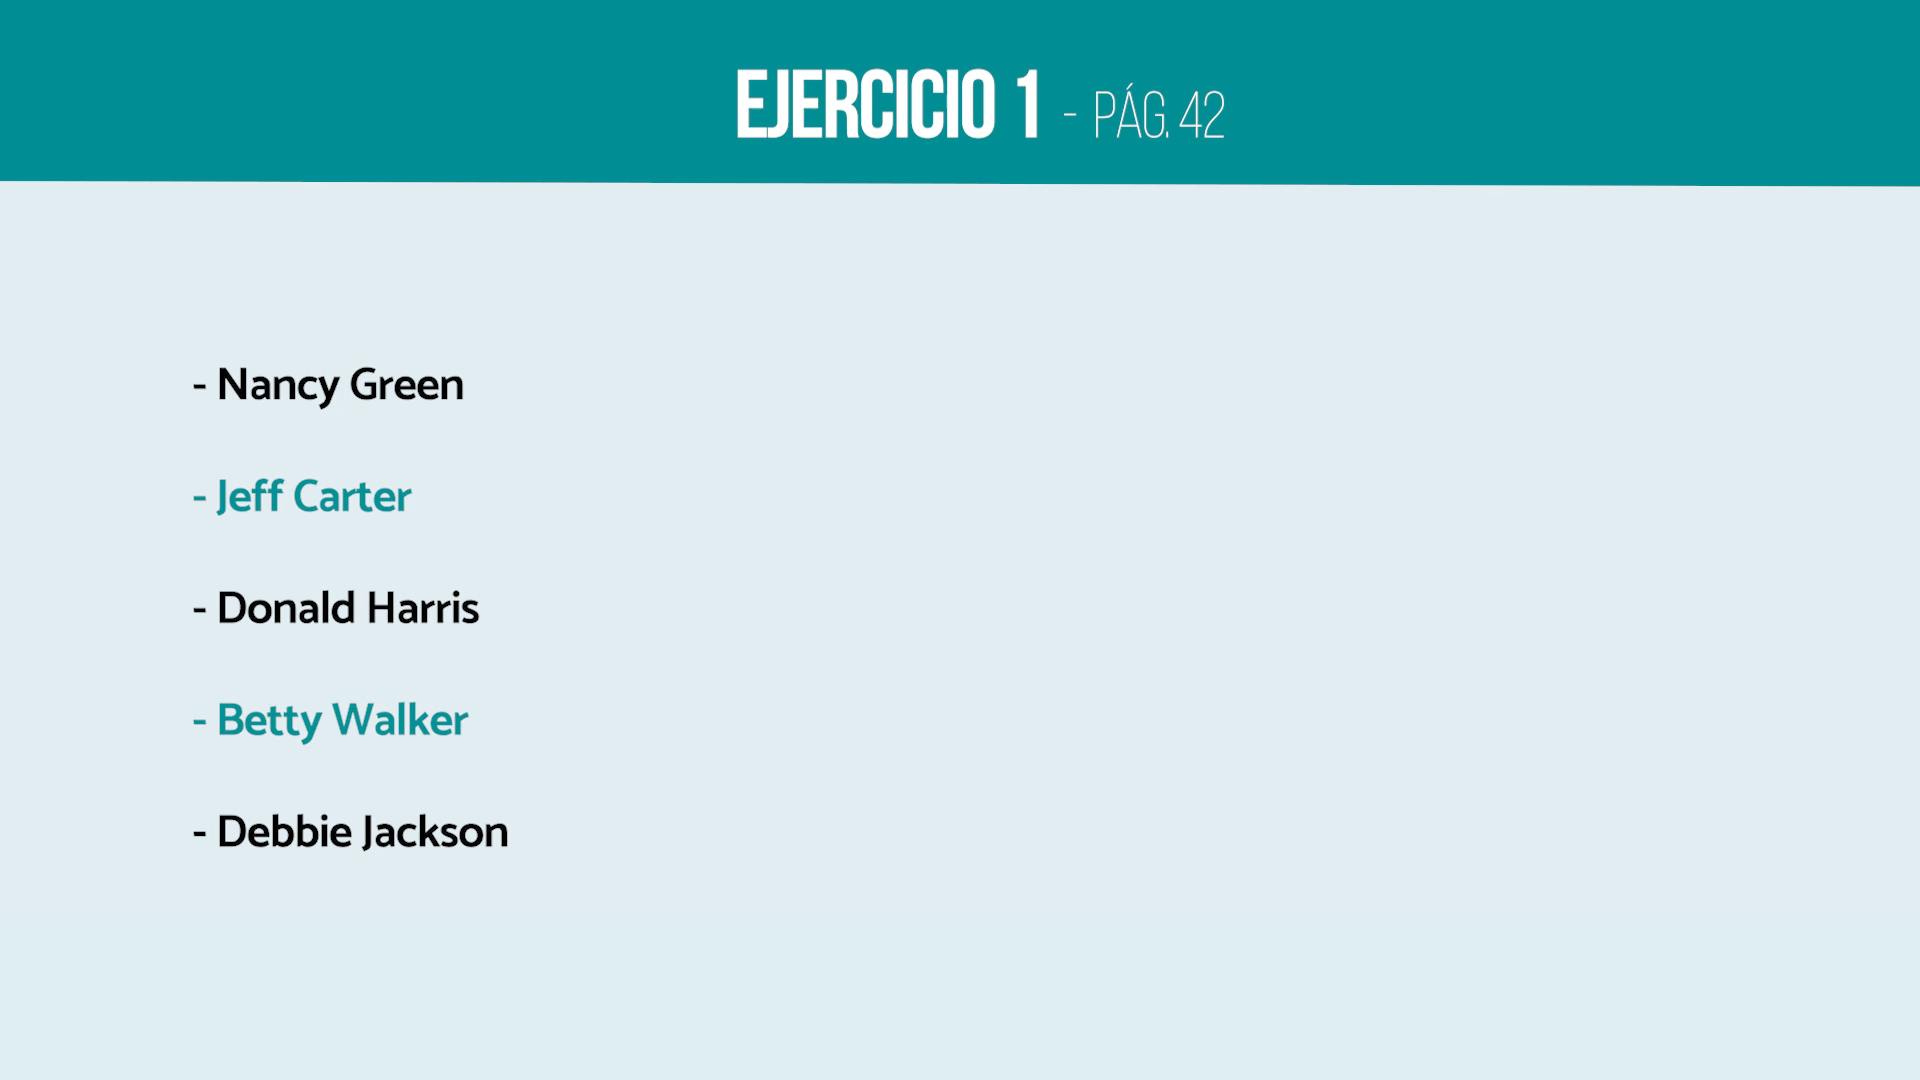 EJERCICIO 1 - PÁG. 42
- Nancy Green
- Jeff Carter
- Donald Harris
- Betty Walker
- Debbie Jackson